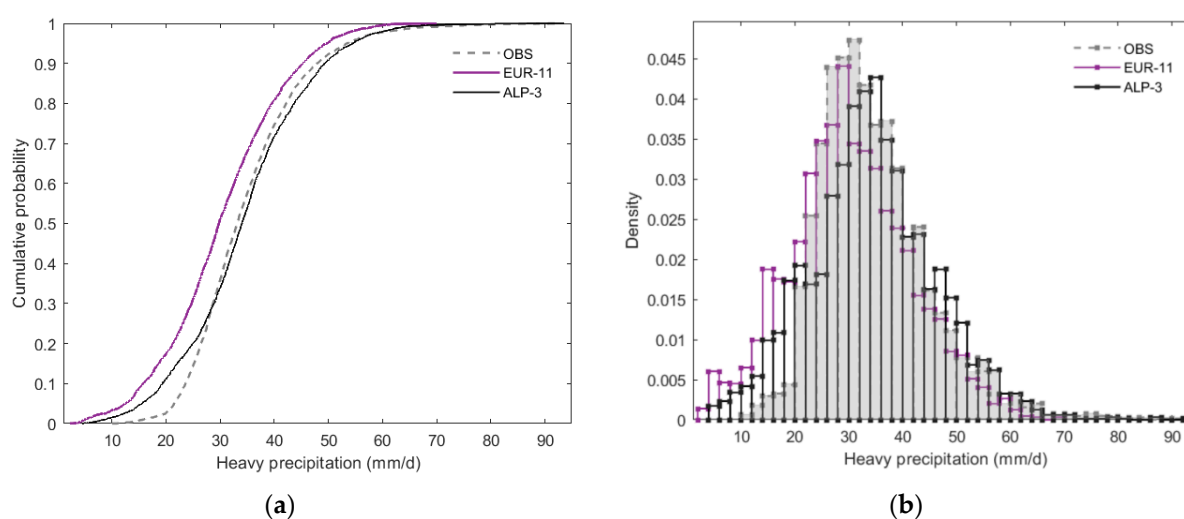 1
0.9
0.8
0.7
0.6
0.5
0.4
0.3
0.2
0.1
0
Cumulative probability
OBS
EUR-11
ALP-3
10 20 30 40 50 60 70 80 90
Heavy precipitation (mm/d)
(a)
0.045
0.04
0.035
0.03
0.025
0.02
0.015
0.01
0.005
0
Density
OBS
EUR-11
ALP-3
10 20 30 40 50 60 70 80 90
Heavy precipitation (mm/d)
(b)